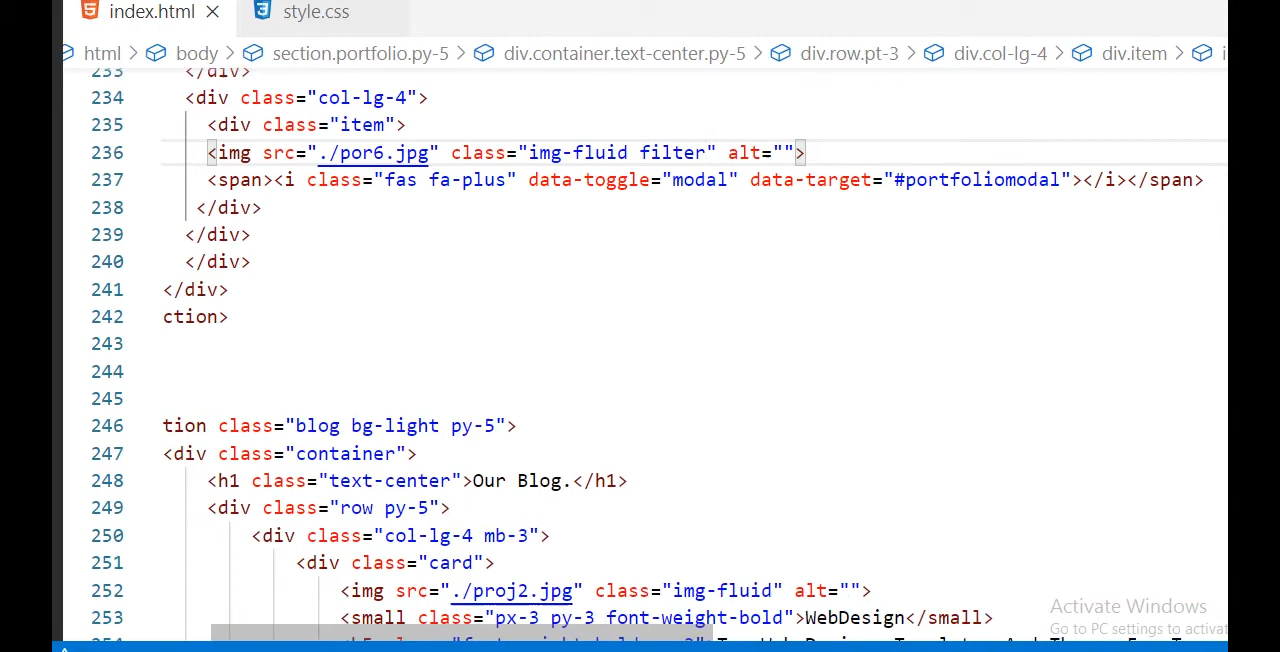 index.html × style.css
html > body > section.portfolio.py-5 > div.container.text-center.py-5 > div.row.pt-3 > div.col-lg-4 > div.item >
233 </div>
234 <div class="col-lg-4">
235 <div class="item">
236 <img src="./por6.jpg" class="img-fluid filter" alt="">
237 <span><i class="fas fa-plus" data-toggle="modal" data-target="#portfoliomodal"></i></span>
238 </div>
239 </div>
240 </div>
241 </div>
242 ction>
243
244
245
246 tion class="blog bg-light py-5">
247 <div class="container">
248 <h1 class="text-center">Our Blog.</h1>
249 <div class="row py-5">
250 <div class="col-lg-4 mb-3">
251 <div class="card">
252 <img src="./proj2.jpg" class="img-fluid" alt="">
253 <small class="px-3 py-3 font-weight-bold">WebDesign</small>
Activate Windows
Go to PC settings to activat